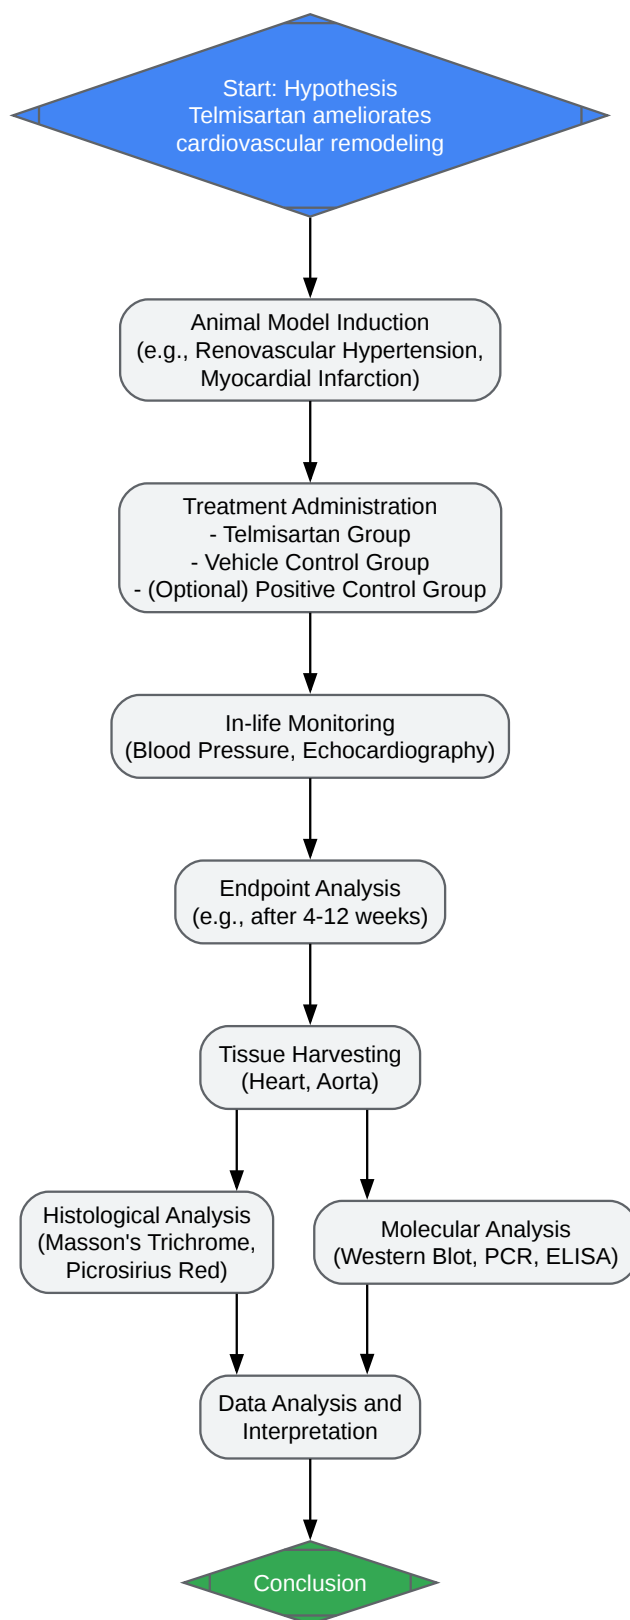 Start: Hypothesis
Telmisartan ameliorates
cardiovascular remodeling
Animal Model Induction
(e.g., Renovascular Hypertension,
Myocardial Infarction)
Treatment Administration
- Telmisartan Group
- Vehicle Control Group
- (Optional) Positive Control Group
In-life Monitoring
(Blood Pressure, Echocardiography)
Endpoint Analysis
(e.g., after 4-12 weeks)
Tissue Harvesting
(Heart, Aorta)
Histological Analysis
(Masson's Trichrome,
Picrosirius Red)
Molecular Analysis
(Western Blot, PCR, ELISA)
Data Analysis and
Interpretation
Conclusion